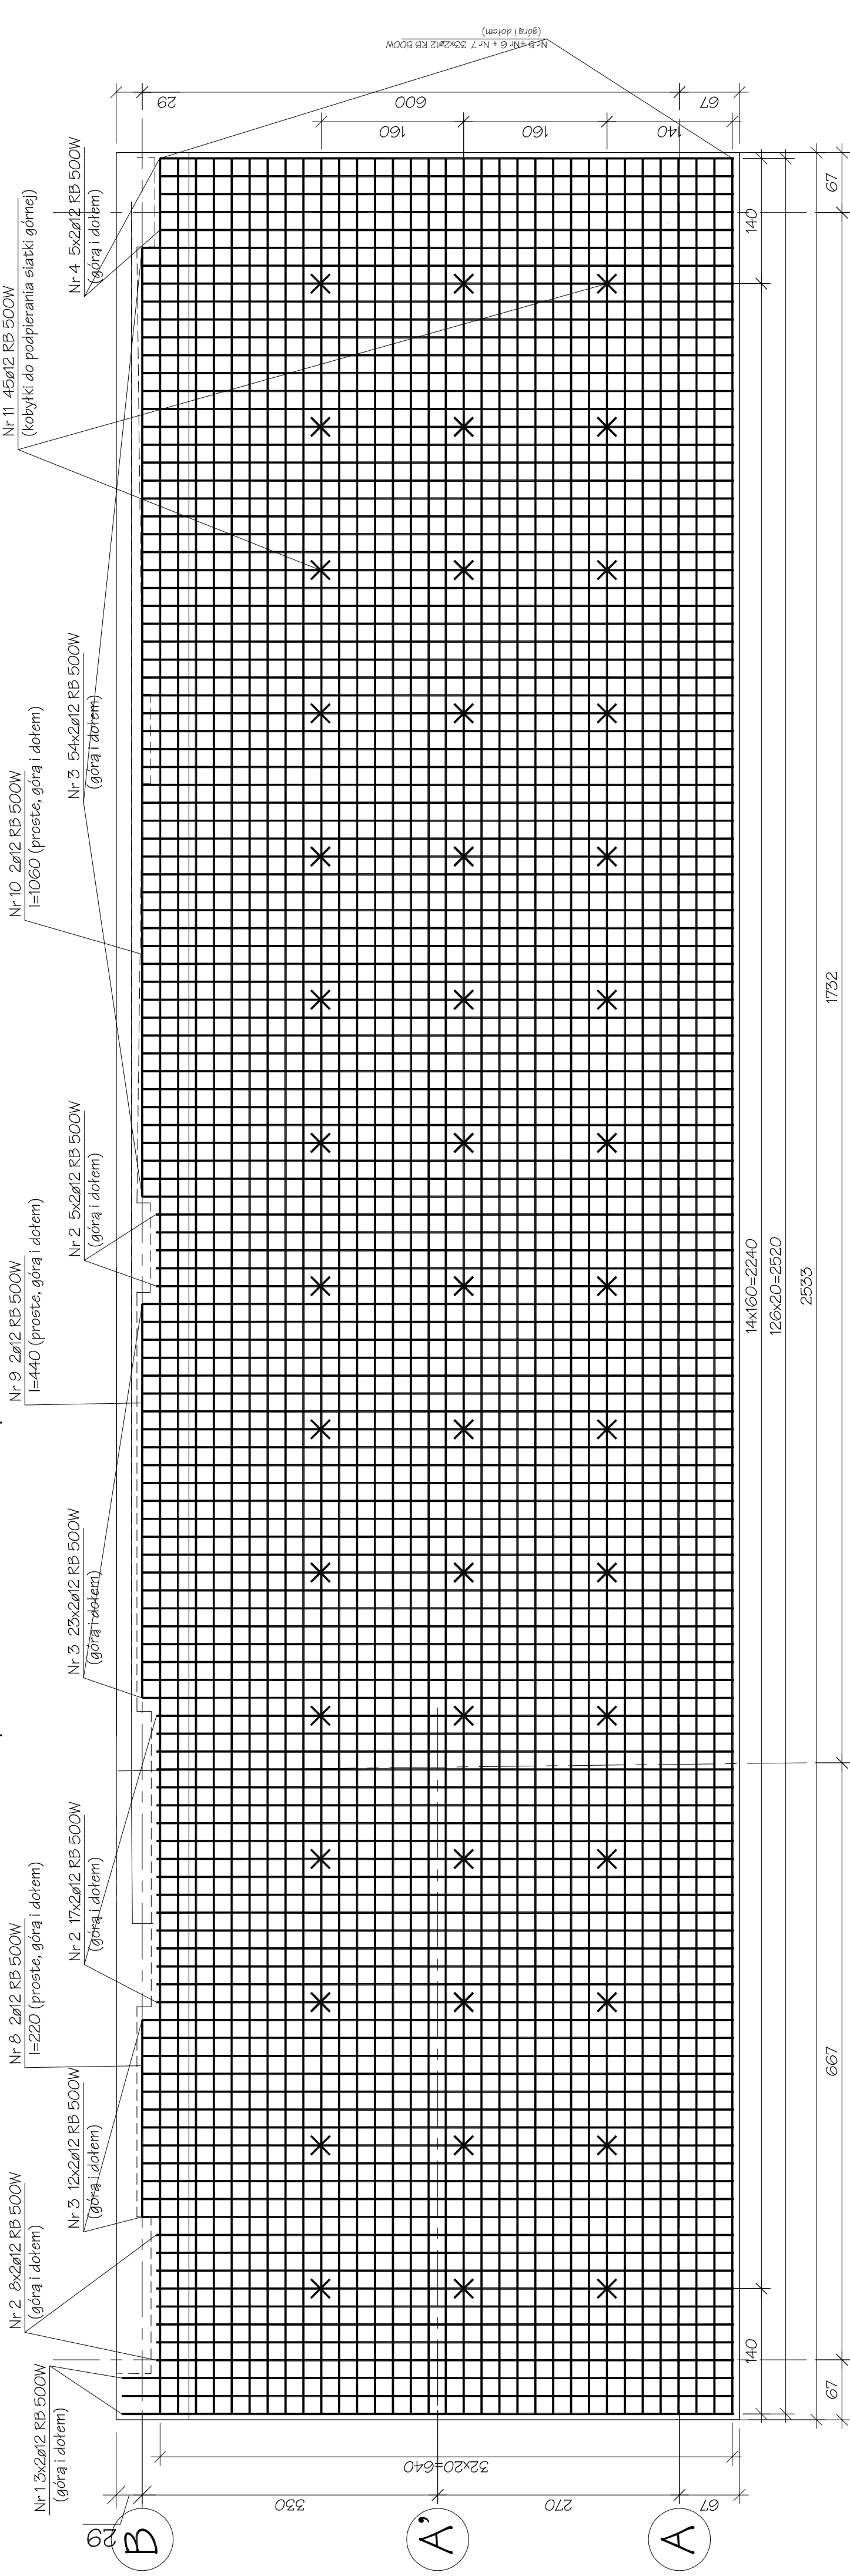 Nr 1 3x2ø12 RB 500W
(górą i dołem)
Nr 2 8x2ø12 RB 500W
(górą i dołem)
Nr 3 12x2ø12 RB 500W
(górą i dołem)
Nr 8 2ø12 RB 500W
l=220 (proste, górą i dołem)
Nr 2 17x2ø12 RB 500W
(górą i dołem)
Nr 3 23x2ø12 RB 500W
(górą i dołem)
Nr 9 2ø12 RB 500W
l=440 (proste, górą i dołem)
Nr 2 5x2ø12 RB 500W
(górą i dołem)
Nr 10 2ø12 RB 500W
l=1060 (proste, górą i dołem)
Nr 3 54x2ø12 RB 500W
(górą i dołem)
Nr 11 45ø12 RB 500W
(kobyłki do podpierania siatki górnej)
Nr 4 5x2ø12 RB 500W
(górą i dołem)
Nr 5+Nr 6 + Nr 7 33x2ø12 RB 500W
(górą i dołem)
29
600
67
160
160
140
29
330
270
67
32x20=640
B
A'
A
140
14x160=2240
140
126x20=2520
2533
67
667
1732
67